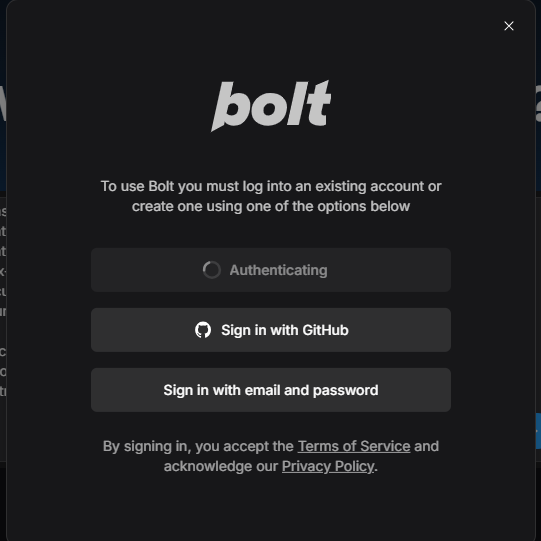 bolt
To use Bolt you must log into an existing account or
create one using one of the options below
Authenticating
Sign in with GitHub
Sign in with email and password
By signing in, you accept the Terms of Service and
acknowledge our Privacy Policy.